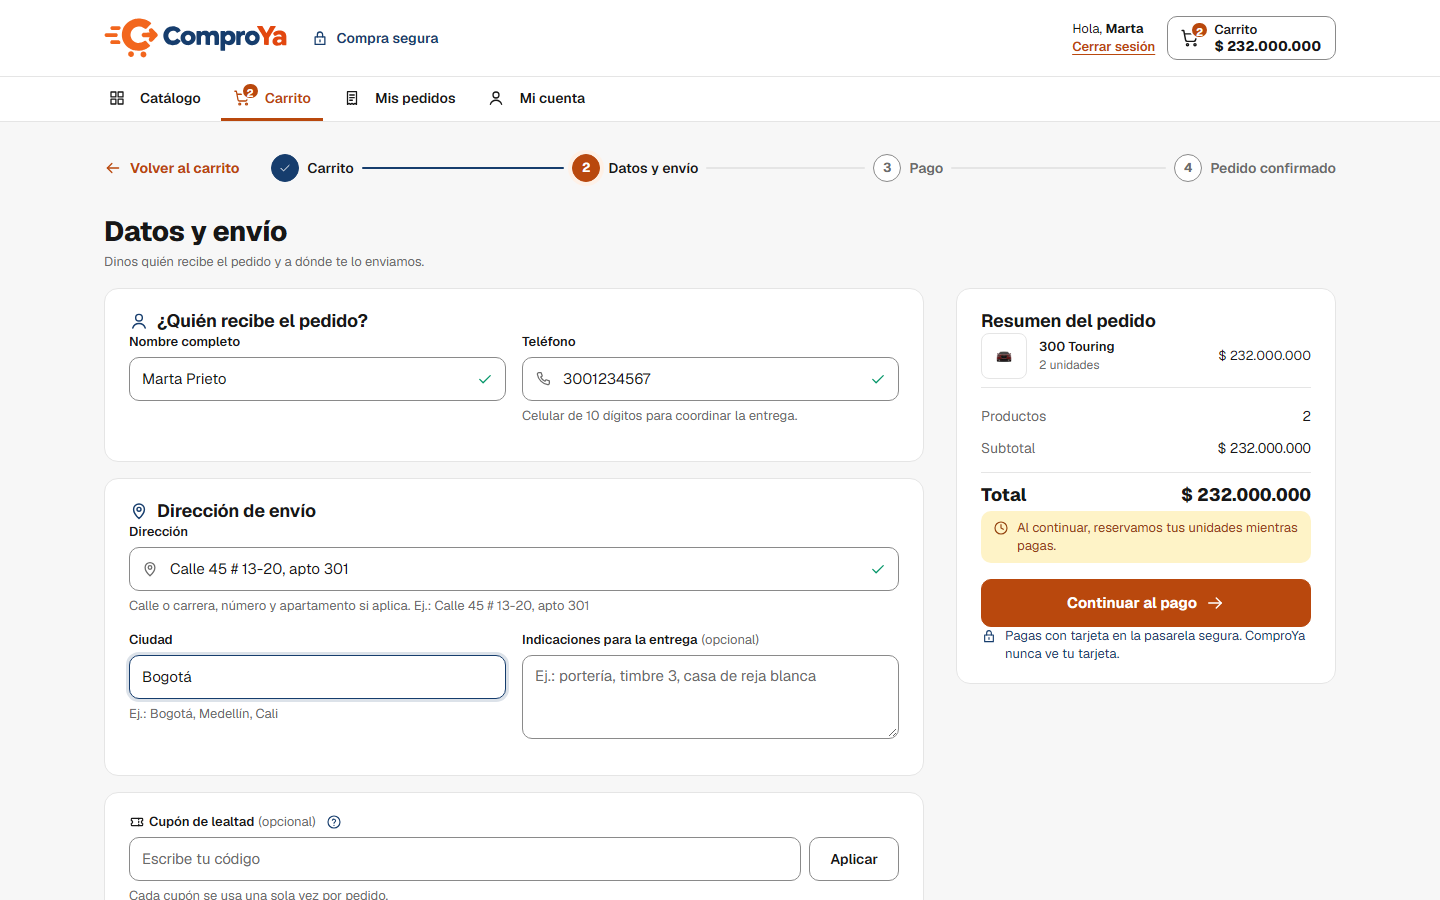 ComproYa
Compra segura
Hola, Marta
Cerrar sesión
2
Carrito
$ 232.000.000
Catálogo
2
Carrito
Mis pedidos
Mi cuenta
Volver al carrito
Carrito
2
Datos y envío
3
Pago
4
Pedido confirmado
Datos y envío
Dinos quién recibe el pedido y a dónde te lo enviamos.
¿Quién recibe el pedido?
Nombre completo
Marta Prieto
Teléfono
3001234567
Celular de 10 dígitos para coordinar la entrega.
Dirección de envío
Dirección
Calle 45 # 13-20, apto 301
Calle o carrera, número y apartamento si aplica. Ej.: Calle 45 # 13-20, apto 301
Ciudad
Bogotá
Ej.: Bogotá, Medellín, Cali
Indicaciones para la entrega (opcional)
Ej.: portería, timbre 3, casa de reja blanca
Cupón de lealtad (opcional)
?
Escribe tu código
Aplicar
Cada cupón se usa una sola vez por pedido.
Resumen del pedido
300 Touring
2 unidades
$ 232.000.000
Productos
2
Subtotal
$ 232.000.000
Total
$ 232.000.000
Al continuar, reservamos tus unidades mientras
pagas.
Continuar al pago
Pagas con tarjeta en la pasarela segura. ComproYa
nunca ve tu tarjeta.